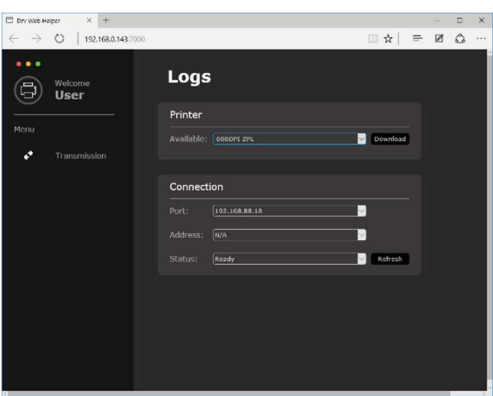 Drv Web Helper
192.168.0.143:7000
Welcome
User
Menu
Transmission
Logs
Printer
Available: 600DPI ZPL Download
Connection
Port: 192.168.88.18
Address: N/A
Status: Ready Refresh